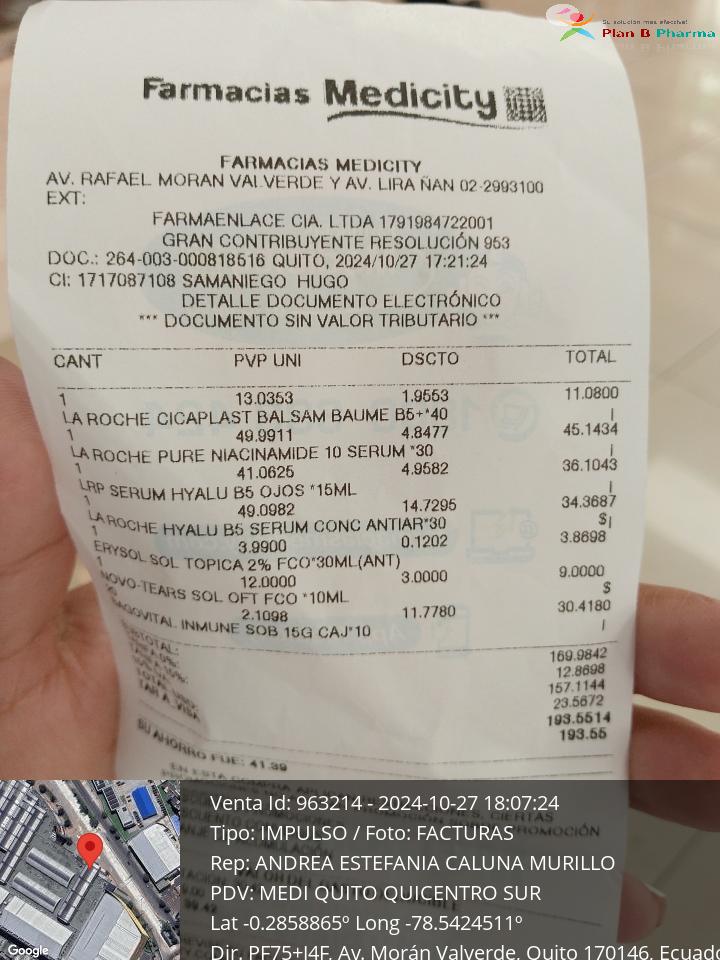 Su solución mas efectiva!
Plan B Pharma
Farmacias Medicity
FARMACIAS MEDICITY
AV. RAFAEL MORAN VALVERDE Y AV. LIRA ÑAN 02-2993100
EXT:
FARMAENLACE CIA. LTDA 1791984722001
GRAN CONTRIBUYENTE RESOLUCIÓN 953
DOC.: 264-003-000818516 QUITO, 2024/10/27 17:21:24
CI: 1717087108 SAMANIEGO HUGO
DETALLE DOCUMENTO ELECTRÓNICO
*** DOCUMENTO SIN VALOR TRIBUTARIO ***
CANT PVP UNI DSCTO TOTAL
1 13.0353 1.9553 11.0800
LA ROCHE CICAPLAST BALSAM BAUME B5+*40 I
1 49.9911 4.8477 45.1434
LA ROCHE PURE NIACINAMIDE 10 SERUM *30 I
1 41.0625 4.9582 36.1043
LRP SERUM HYALU B5 OJOS *15ML I
1 49.0982 14.7295 34.3687
LA ROCHE HYALU B5 SERUM CONC ANTIAR*30 $I
1 3.9900 0.1202 3.8698
ERYSOL SOL TOPICA 2% FCO*30ML(ANT)
1 12.0000 3.0000 9.0000
NOVO-TEARS SOL OFT FCO *10ML $
2.1098 11.7780 30.4180
INMUNE SOB 15G CAJ*10 I
SUBTOTAL: 169.9842
12.8698
157.1144
23.5672
193.5514
193.55
SU AHORRO FUE: 41.39
Venta Id: 963214 - 2024-10-27 18:07:24
Tipo: IMPULSO / Foto: FACTURAS
Rep: ANDREA ESTEFANIA CALUNA MURILLO
PDV: MEDI QUITO QUICENTRO SUR
Lat -0.2858865º Long -78.5424511º
Dir. PF75+J4F, Av. Morán Valverde, Quito 170146, Ecuado
Google